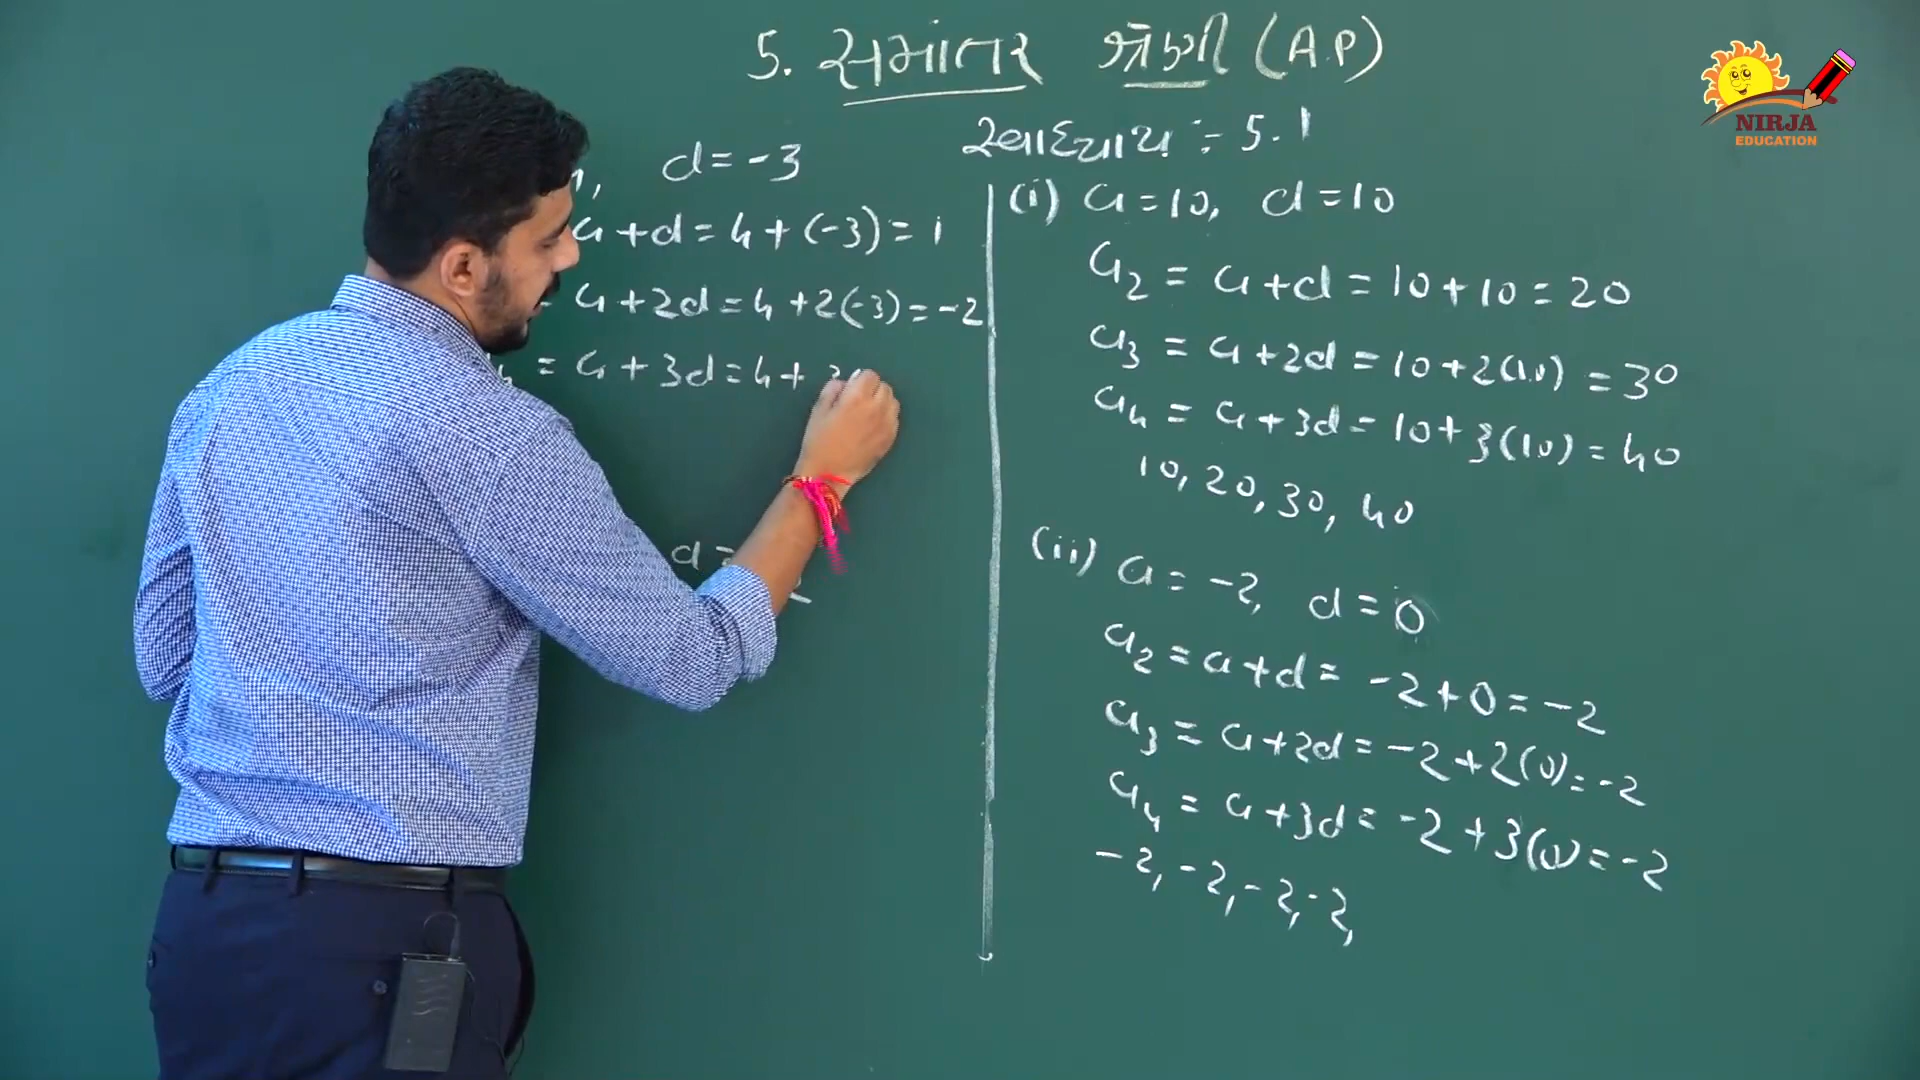 5. સમાંતર શ્રેણી (A.P)
સ્વાધ્યાય :- 5.1
d = -3
a + d = 4 + (-3) = 1
a + 2d = 4 + 2(-3) = -2
= a + 3d = 4 + 3(
d =
(i) a = 10, d = 10
a2 = a + d = 10 + 10 = 20
a3 = a + 2d = 10 + 2(10) = 30
a4 = a + 3d = 10 + 3(10) = 40
10, 20, 30, 40
(ii) a = -2, d = 0
a2 = a + d = -2 + 0 = -2
a3 = a + 2d = -2 + 2(0) = -2
a4 = a + 3d = -2 + 3(0) = -2
-2, -2, -2, -2,
NIRJA
EDUCATION